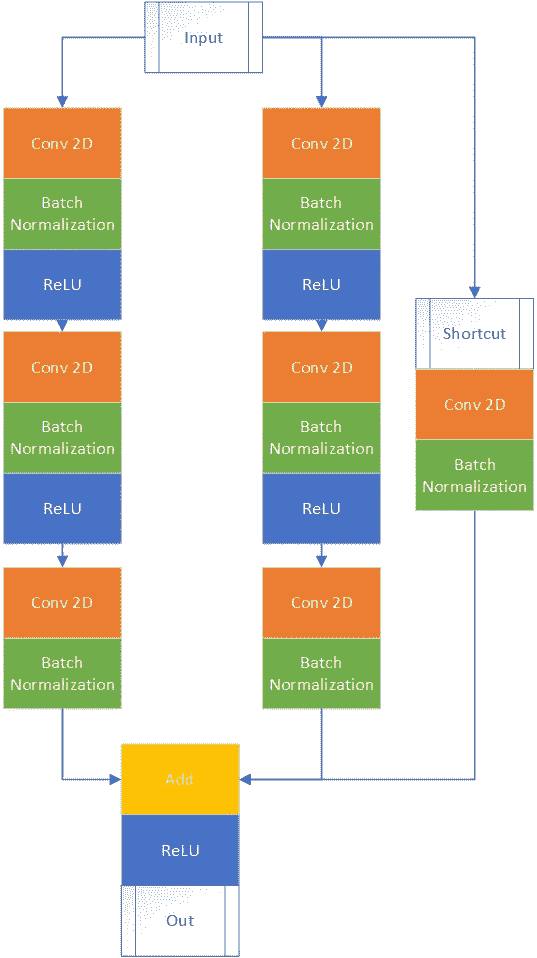 Input
Conv 2D
Batch
Normalization
ReLU
Conv 2D
Batch
Normalization
ReLU
Conv 2D
Batch
Normalization
Conv 2D
Batch
Normalization
ReLU
Conv 2D
Batch
Normalization
ReLU
Conv 2D
Batch
Normalization
Shortcut
Conv 2D
Batch
Normalization
Add
ReLU
Out